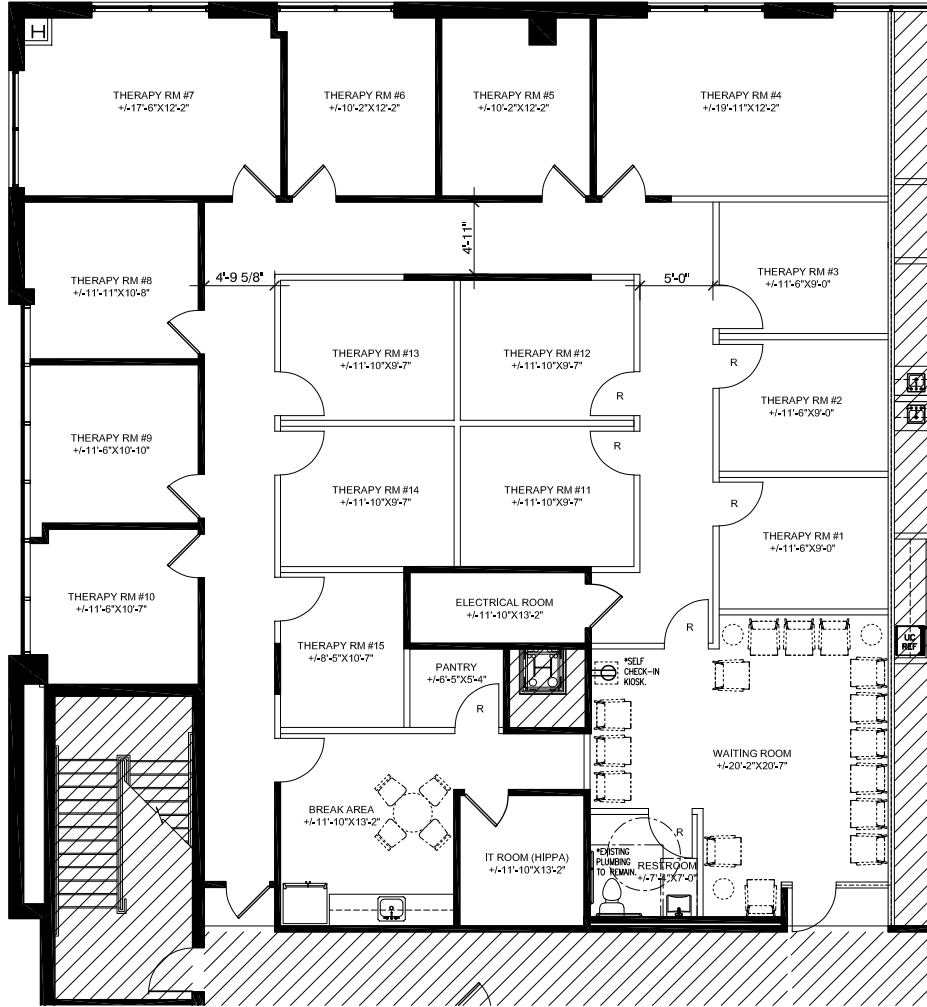 H
THERAPY RM #7
+/-17'-6"X12'-2"
THERAPY RM #6
+/-10'-2"X12'-2"
THERAPY RM #5
+/-10'-2"X12'-2"
THERAPY RM #4
+/-19'-11"X12'-2"
4'-11"
THERAPY RM #8
+/-11'-11"X10'-8"
4'-9 5/8"
5'-0"
THERAPY RM #3
+/-11'-6"X9'-0"
THERAPY RM #13
+/-11'-10"X9'-7"
THERAPY RM #12
+/-11'-10"X9'-7"
R
R
THERAPY RM #2
+/-11'-6"X9'-0"
THERAPY RM #9
+/-11'-6"X10'-10"
R
THERAPY RM #14
+/-11'-10"X9'-7"
THERAPY RM #11
+/-11'-10"X9'-7"
R
THERAPY RM #1
+/-11'-6"X9'-0"
THERAPY RM #10
+/-11'-6"X10'-7"
ELECTRICAL ROOM
+/-11'-10"X13'-2"
R
UC
REF
THERAPY RM #15
+/-8'-5"X10'-7"
PANTRY
+/-6'-5"X5'-4"
R
H
*SELF
CHECK-IN
KIOSK.
WAITING ROOM
+/-20'-2"X20'-7"
BREAK AREA
+/-11'-10"X13'-2"
IT ROOM (HIPPA)
+/-11'-10"X13'-2"
R
*EXISTING
PLUMBING
TO REMAIN.
RESTROOM
+/-7'-4"X7'-0"